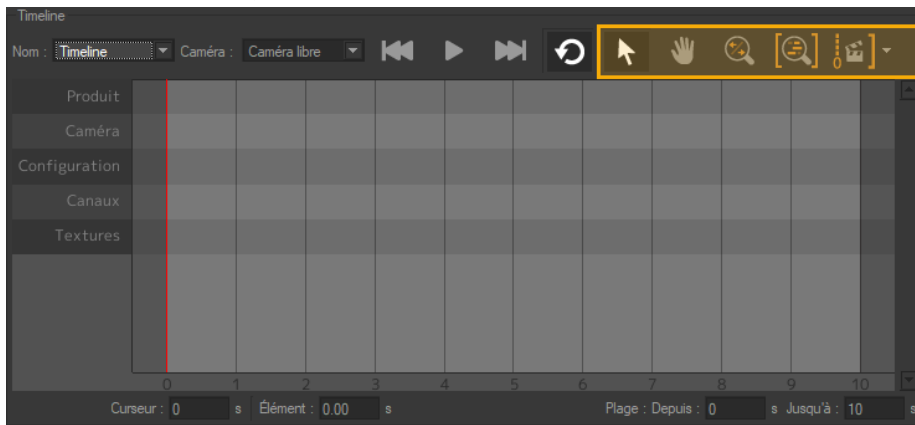 Timeline
Nom : Timeline Caméra : Caméra libre
Produit
Caméra
Configuration
Canaux
Textures
0 1 2 3 4 5 6 7 8 9 10
Curseur : 0 s Élément : 0.00 s Plage : Depuis : 0 s Jusqu'à : 10 s